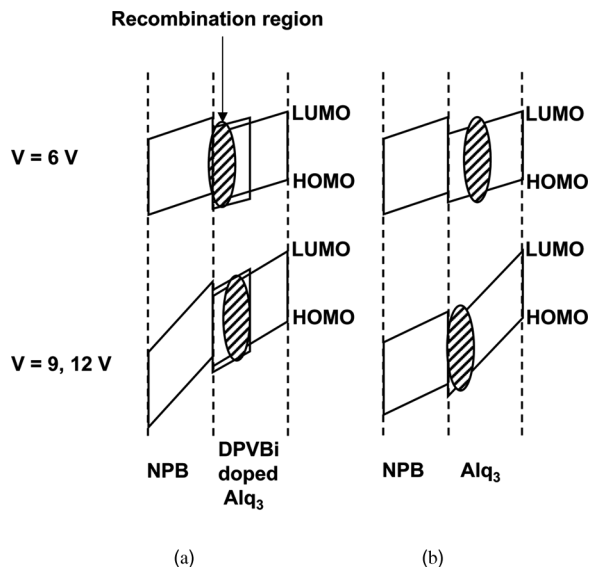 Recombination region
LUMO
LUMO
V = 6 V
HOMO
HOMO
LUMO
LUMO
HOMO
HOMO
V = 9, 12 V
NPB
DPVBi
doped
Alq₃
NPB
Alq₃
(a)
(b)